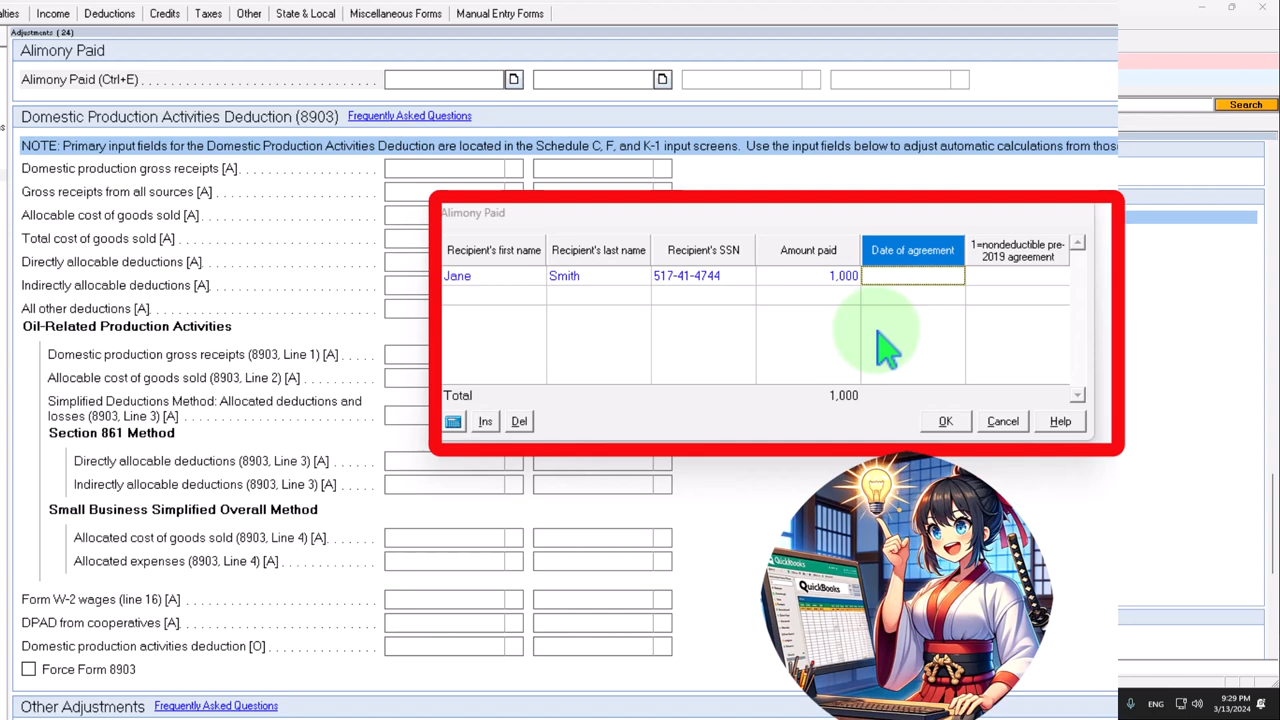 alties Income Deductions Credits Taxes Other State & Local Miscellaneous Forms Manual Entry Forms
Adjustments (24)
Alimony Paid
Alimony Paid (Ctrl+E)
Search
Domestic Production Activities Deduction (8903) Frequently Asked Questions
NOTE: Primary input fields for the Domestic Production Activities Deduction are located in the Schedule C, F, and K-1 input screens. Use the input fields below to adjust automatic calculations from thos
Domestic production gross receipts [A]
Gross receipts from all sources [A]
Allocable cost of goods sold [A]
Total cost of goods sold [A]
Directly allocable deductions [A]
Indirectly allocable deductions [A]
All other deductions [A]
Oil-Related Production Activities
Domestic production gross receipts (8903, Line 1) [A]
Allocable cost of goods sold (8903, Line 2) [A]
Simplified Deductions Method: Allocated deductions and
losses (8903, Line 3) [A]
Section 861 Method
Directly allocable deductions (8903, Line 3) [A]
Indirectly allocable deductions (8903, Line 3) [A]
Small Business Simplified Overall Method
Allocated cost of goods sold (8903, Line 4) [A]
Allocated expenses (8903, Line 4) [A]
Form W-2 wages (line 16) [A]
DPAD from cooperatives [A]
Domestic production activities deduction [O]
Force Form 8903
Other Adjustments Frequently Asked Questions
Alimony Paid
Recipient's first name Recipient's last name Recipient's SSN Amount paid Date of agreement 1=nondeductible pre-
2019 agreement
Jane Smith 517-41-4744 1,000
Total 1,000
Ins Del OK Cancel Help
QuickBooks
QuickBooks
ENG 9:29 PM
3/13/2024